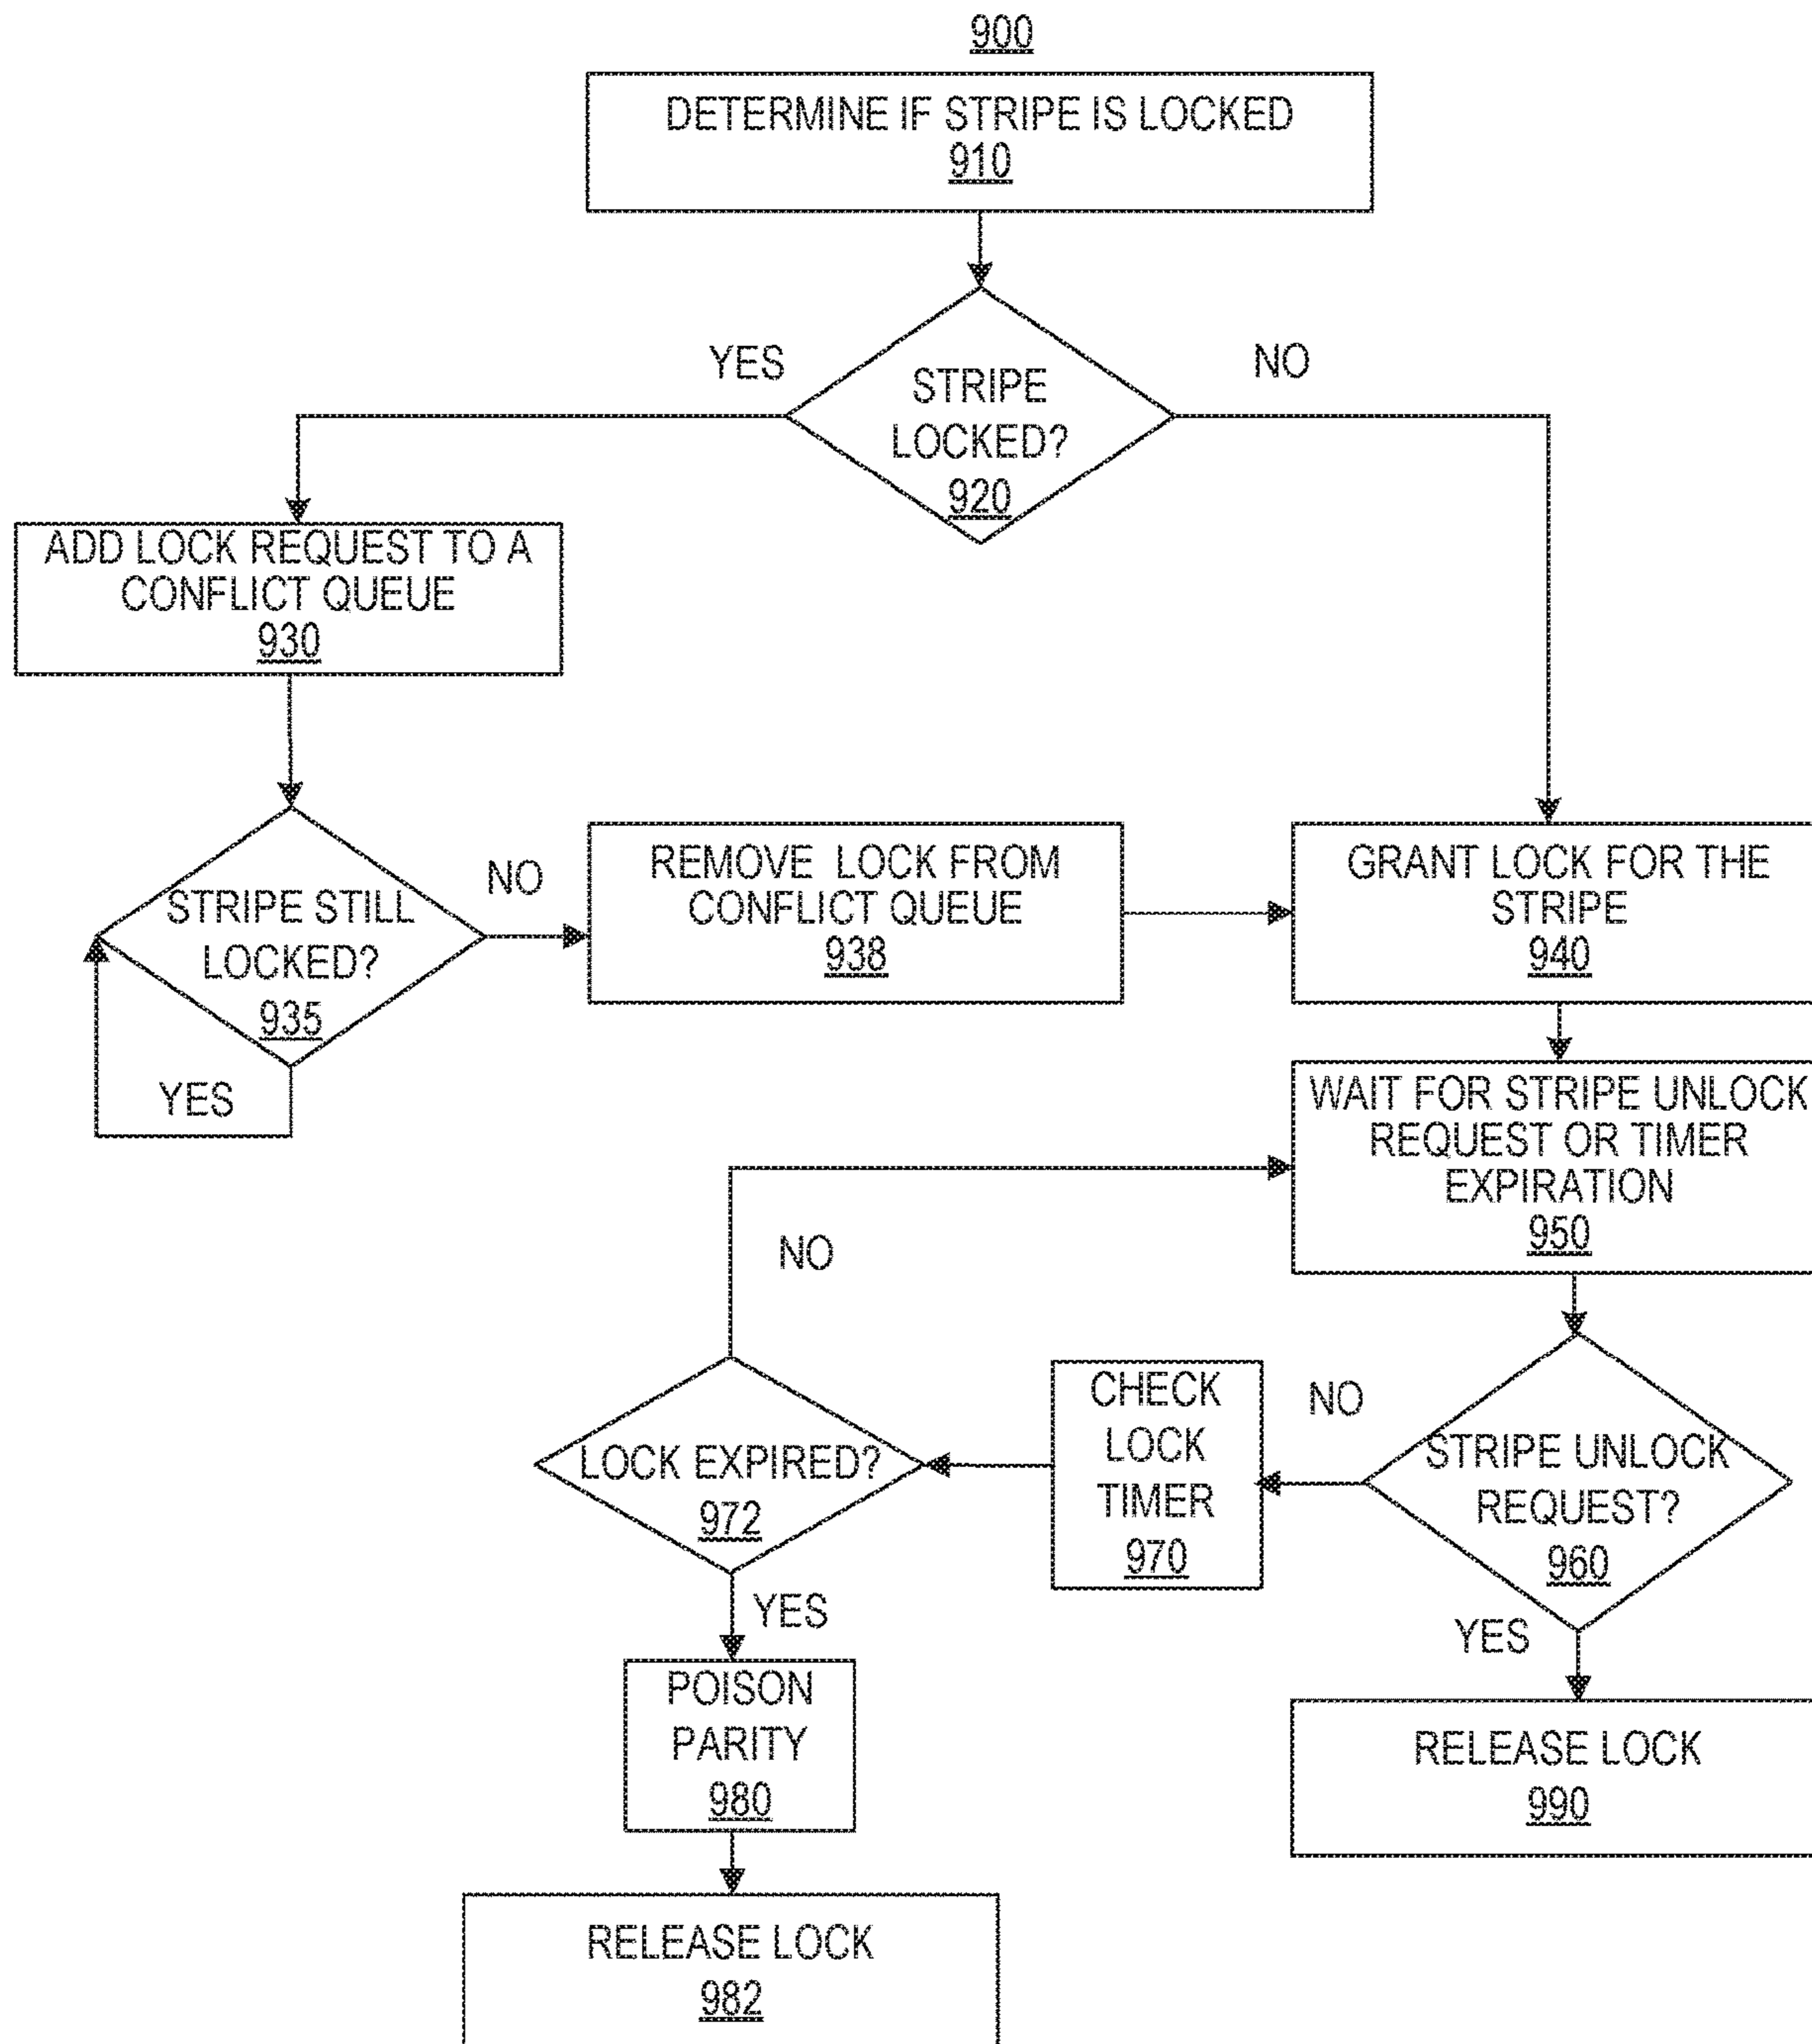 900
DETERMINE IF STRIPE IS LOCKED
910
YES
NO
STRIPE
LOCKED?
920
ADD LOCK REQUEST TO A
CONFLICT QUEUE
930
STRIPE STILL
LOCKED?
935
YES
NO
REMOVE LOCK FROM
CONFLICT QUEUE
938
GRANT LOCK FOR THE
STRIPE
940
WAIT FOR STRIPE UNLOCK
REQUEST OR TIMER
EXPIRATION
950
STRIPE UNLOCK
REQUEST?
960
NO
YES
CHECK
LOCK
TIMER
970
LOCK EXPIRED?
972
NO
YES
POISON
PARITY
980
RELEASE LOCK
982
RELEASE LOCK
990